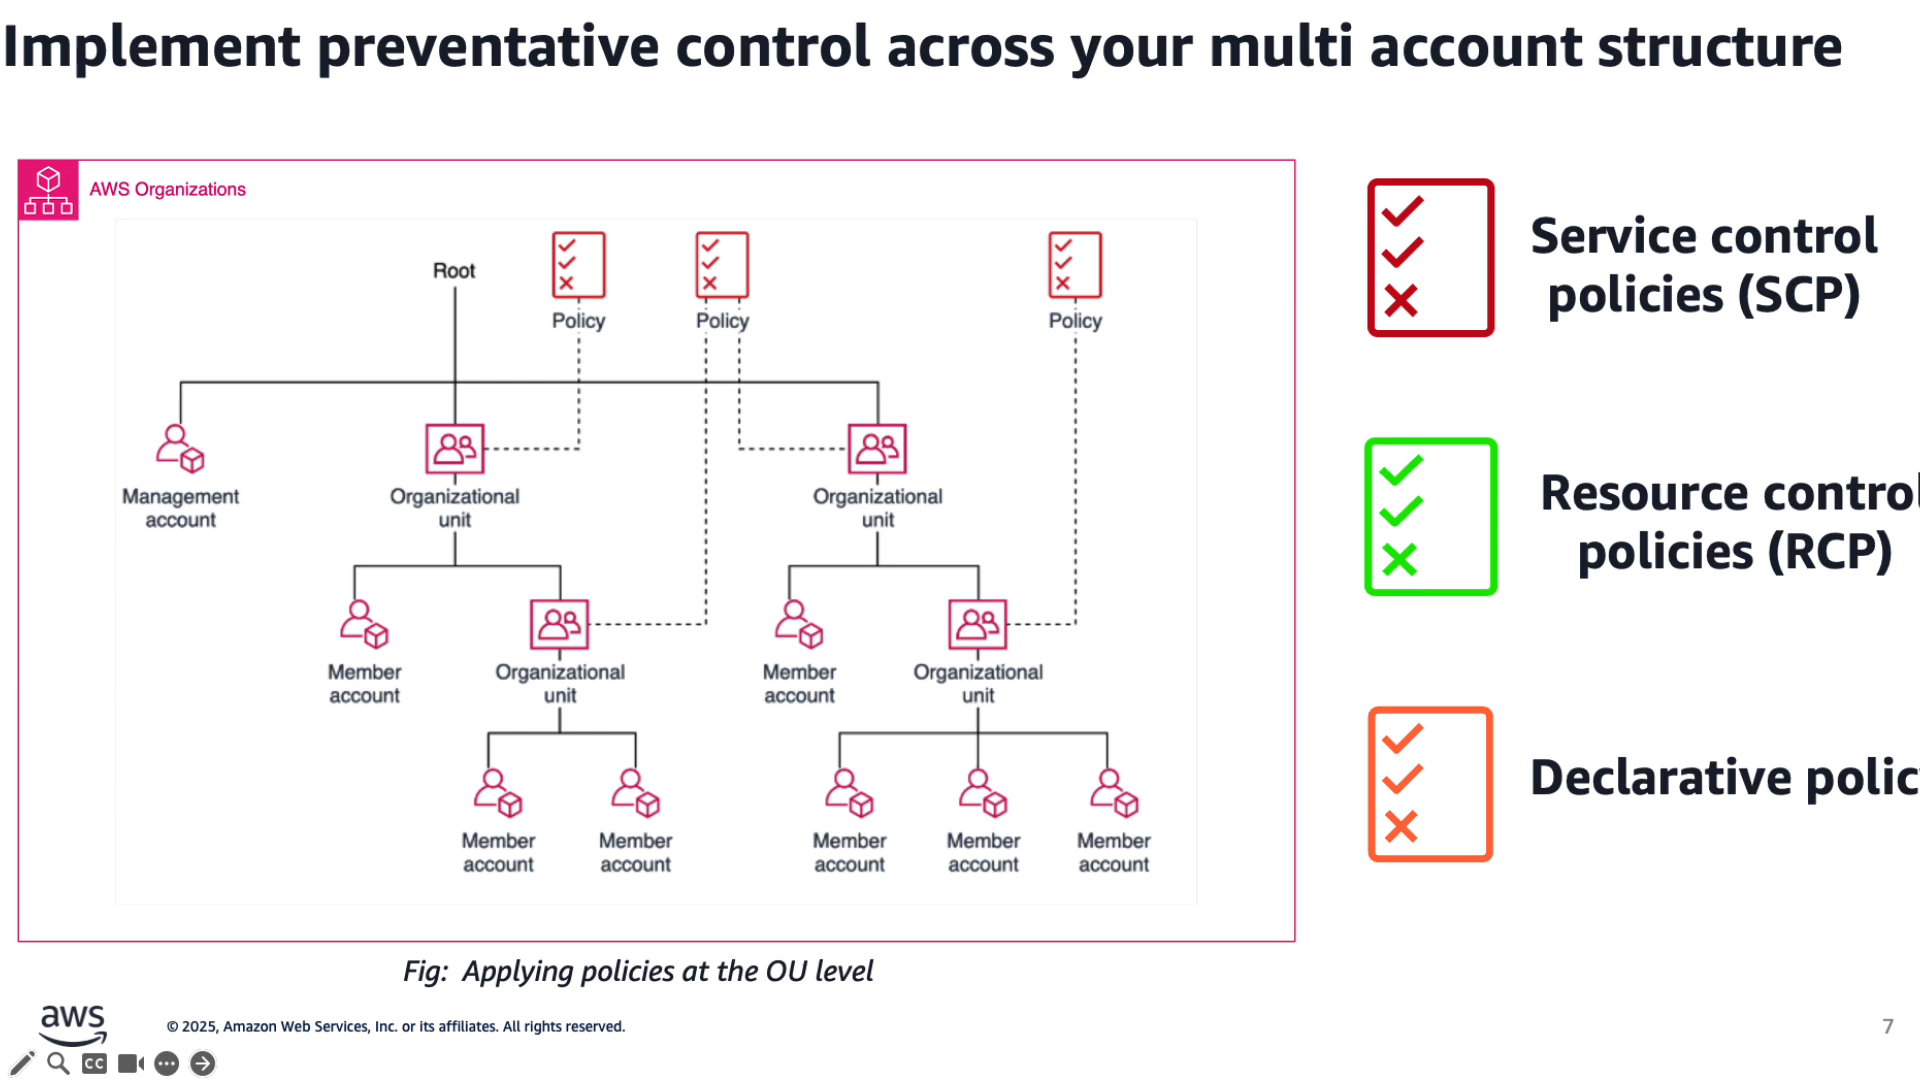 Implement preventative control across your multi account structure
AWS Organizations
Root
Policy
Policy
Policy
Management
account
Organizational
unit
Organizational
unit
Member
account
Organizational
unit
Member
account
Organizational
unit
Member
account
Member
account
Member
account
Member
account
Member
account
Fig: Applying policies at the OU level
Service control
policies (SCP)
Resource control
policies (RCP)
Declarative polic
aws
© 2025, Amazon Web Services, Inc. or its affiliates. All rights reserved.
7
CC